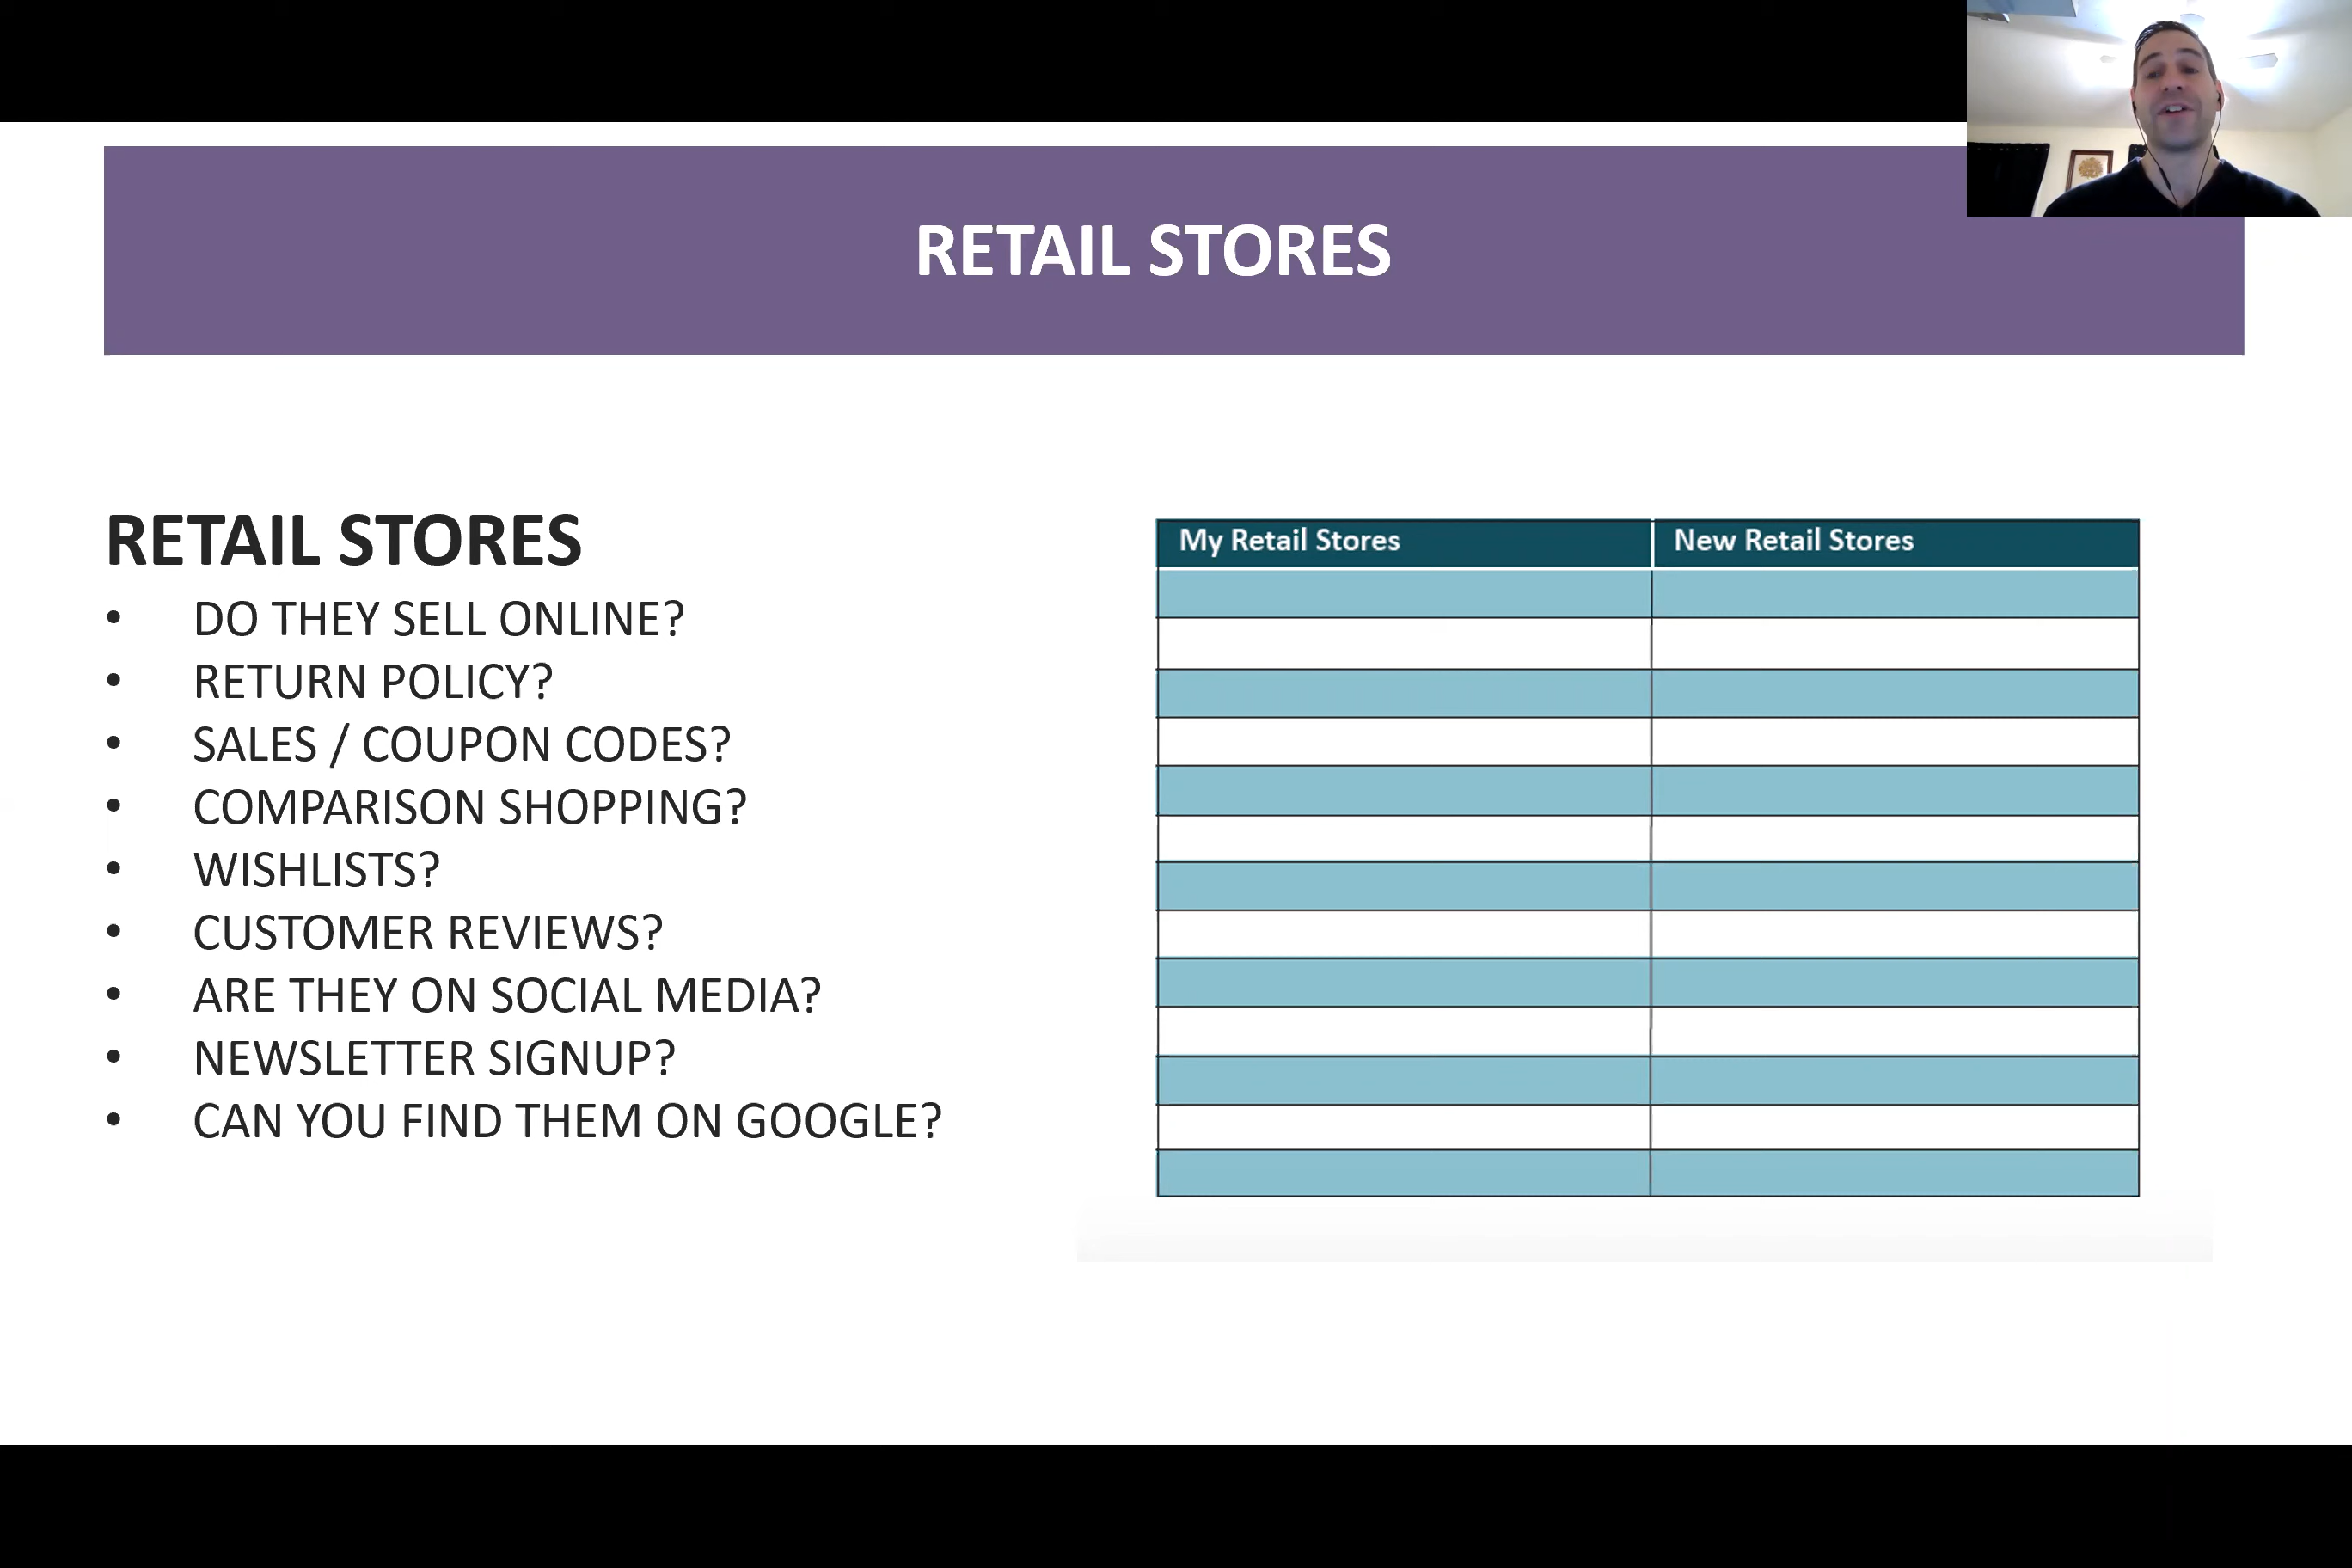 RETAIL STORES
RETAIL STORES
• DO THEY SELL ONLINE?
• RETURN POLICY?
• SALES / COUPON CODES?
• COMPARISON SHOPPING?
• WISHLISTS?
• CUSTOMER REVIEWS?
• ARE THEY ON SOCIAL MEDIA?
• NEWSLETTER SIGNUP?
• CAN YOU FIND THEM ON GOOGLE?
My Retail Stores New Retail Stores